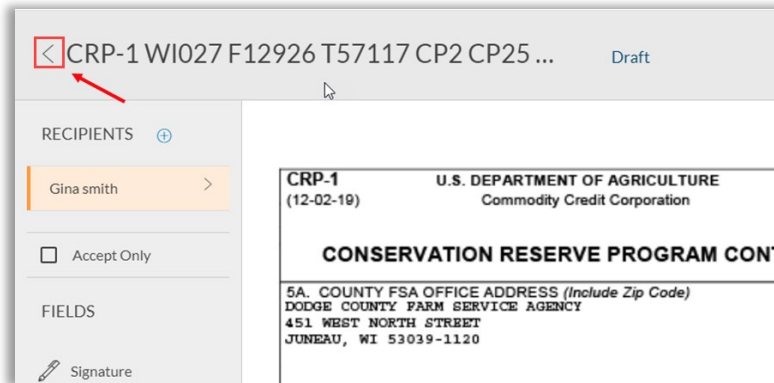 CRP-1 WI027 F12926 T57117 CP2 CP25 ... Draft
RECIPIENTS
Gina smith
Accept Only
FIELDS
Signature
CRP-1 U.S. DEPARTMENT OF AGRICULTURE
(12-02-19) Commodity Credit Corporation
CONSERVATION RESERVE PROGRAM CON
5A. COUNTY FSA OFFICE ADDRESS (Include Zip Code)
DODGE COUNTY FARM SERVICE AGENCY
451 WEST NORTH STREET
JUNEAU, WI 53039-1120